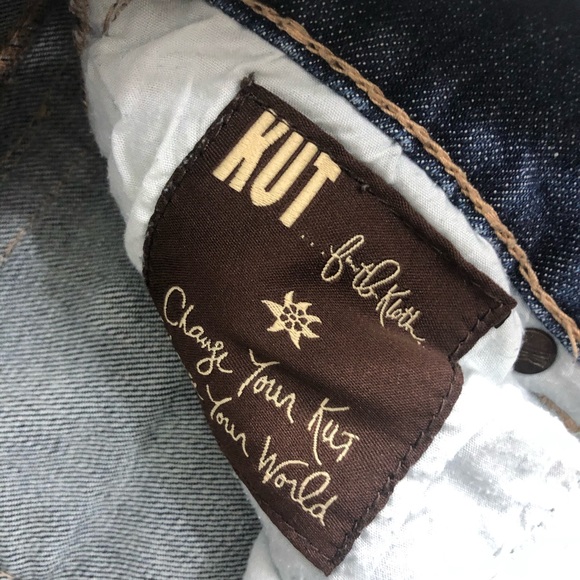 KUT...
from the Kloth
Change Your Kut
Your World